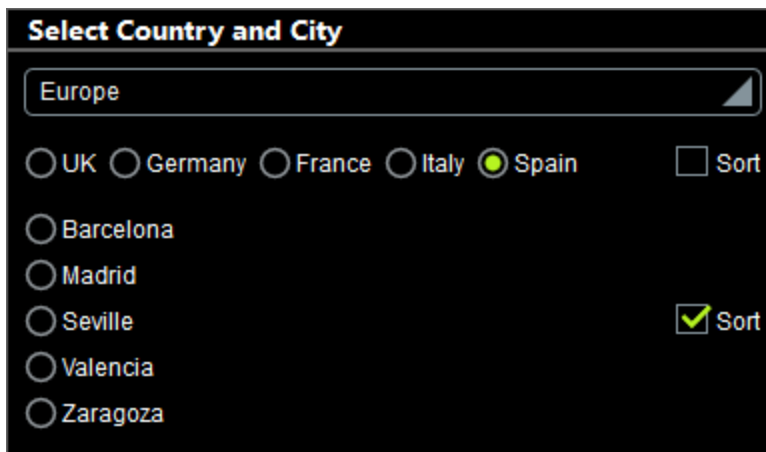 Select Country and City
Europe
UK Germany France Italy Spain Sort
Barcelona
Madrid
Seville Sort
Valencia
Zaragoza